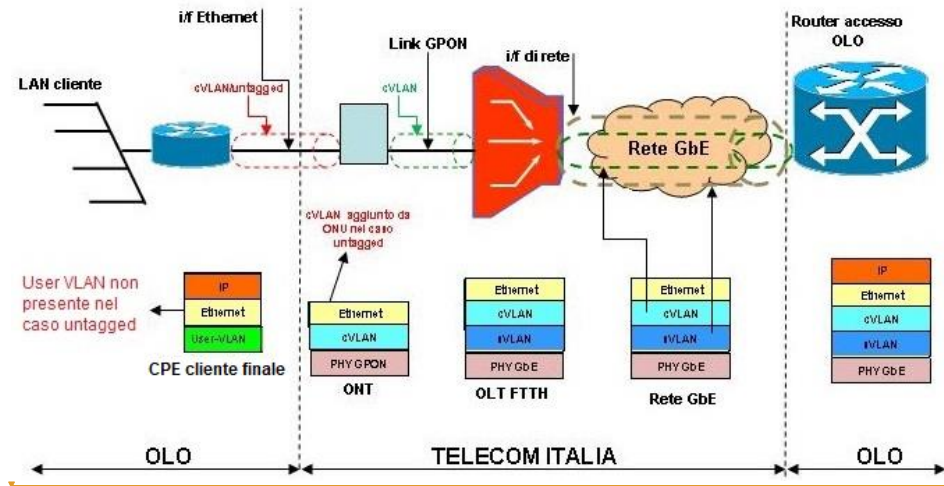 i/f Ethernet
Link GPON
i/f di rete
Router accesso
OLO
LAN cliente
cVLAN/untagged
cVLAN
Rete GbE
cVLAN aggiunto da
ONU nel caso
untagged
User VLAN non
presente nel
caso untagged
IP
Ethernet
User-VLAN
CPE cliente finale
Ethernet
cVLAN
PHY GPON
ONT
Ethernet
cVLAN
sVLAN
PHY GbE
OLT FTTH
Ethernet
cVLAN
sVLAN
PHY GbE
Rete GbE
IP
Ethernet
cVLAN
sVLAN
PHY GbE
OLO
TELECOM ITALIA
OLO